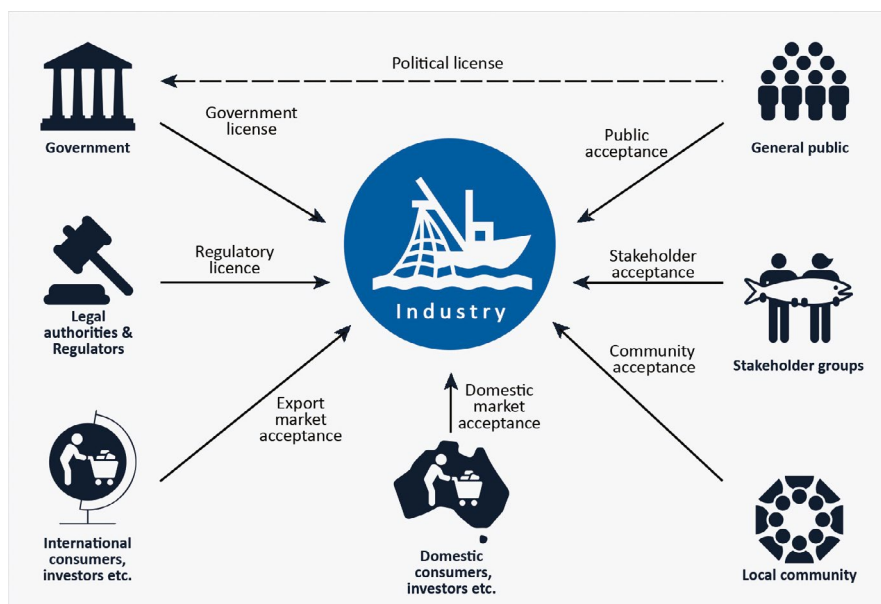 Political license
Government
license
Public
acceptance
Government
General public
Regulatory
licence
Stakeholder
acceptance
Industry
Legal
authorities &
Regulators
Stakeholder groups
Community
acceptance
Export
market
acceptance
Domestic
market
acceptance
International
consumers,
investors etc.
Domestic
consumers,
investors etc.
Local community